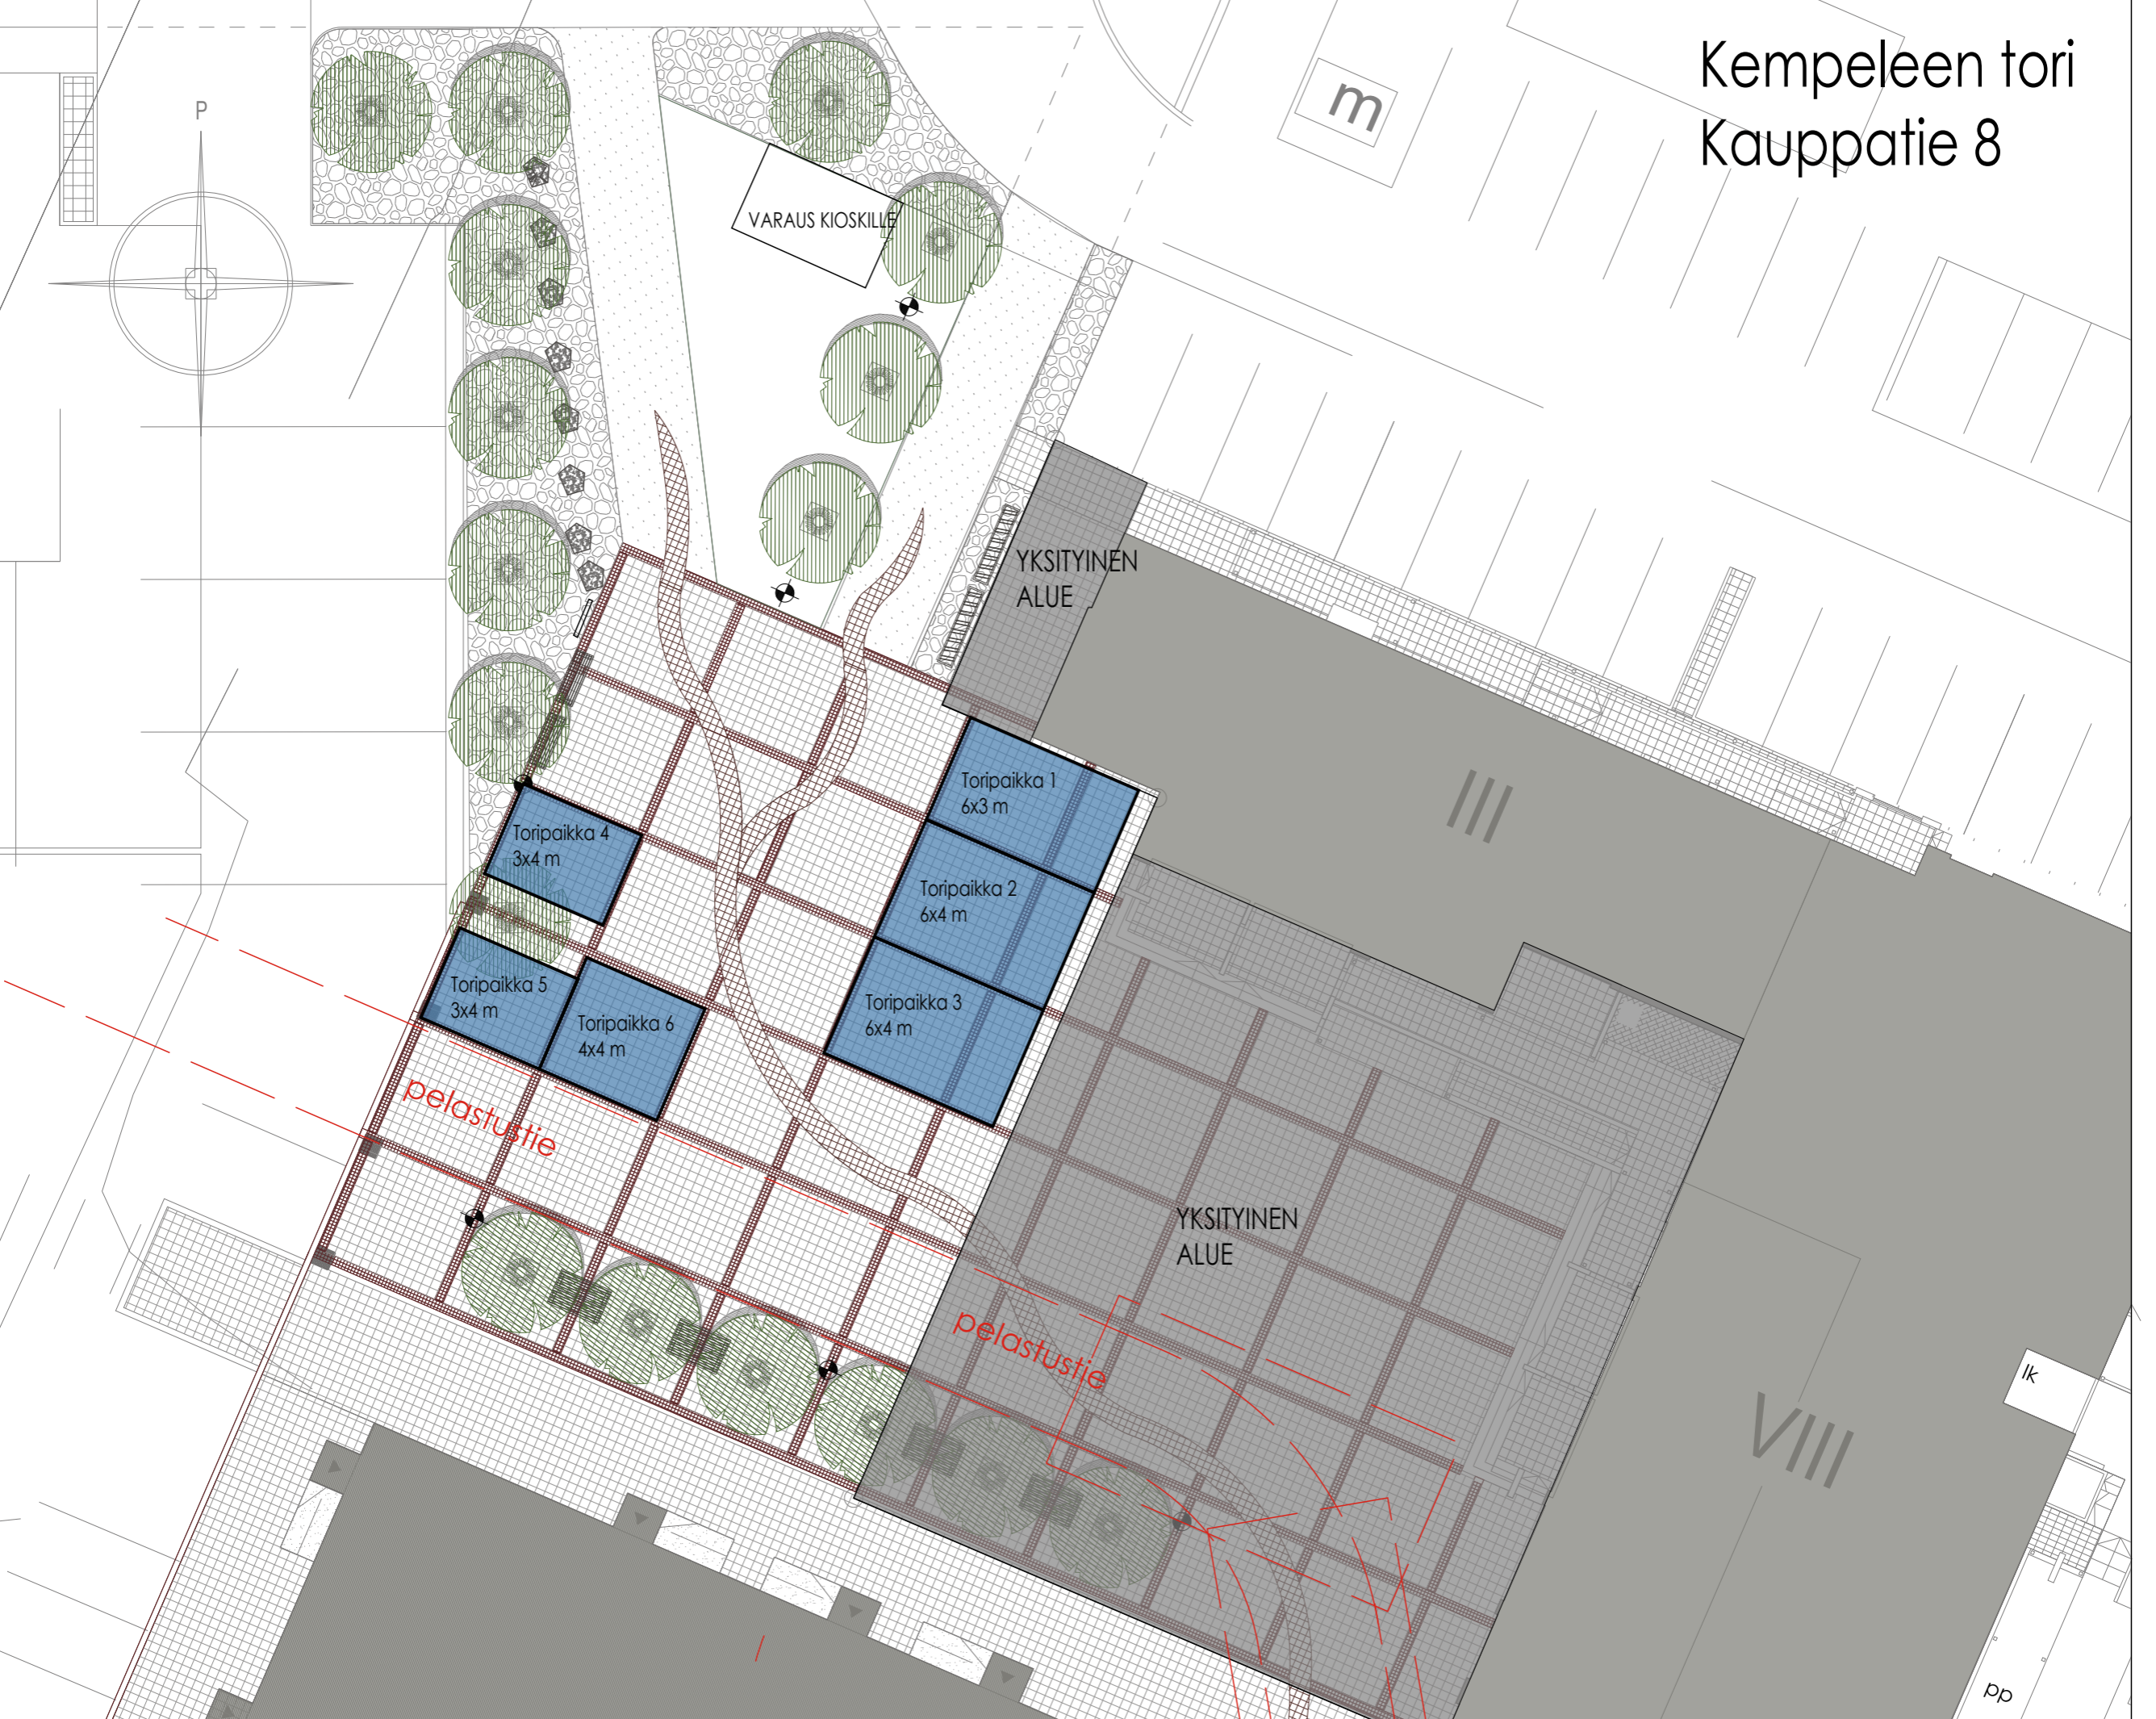 Kempeleen tori
Kauppatie 8
P
m
VARAUS KIOSKILLE
YKSITYINEN
ALUE
Toripaikka 1
6x3 m
III
Toripaikka 4
3x4 m
Toripaikka 2
6x4 m
Toripaikka 5
3x4 m
Toripaikka 3
6x4 m
Toripaikka 6
4x4 m
pelastustie
YKSITYINEN
ALUE
pelastustie
lk
VIII
pp